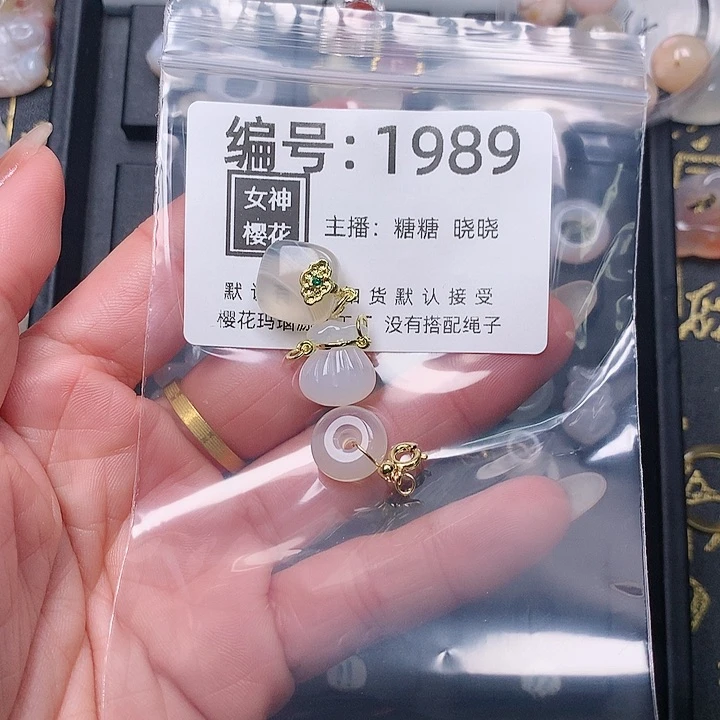 编号:1989
女神
樱花
主播: 糖糖 晓晓
默 货默认接受
樱花玛瑙 没有搭配绳子